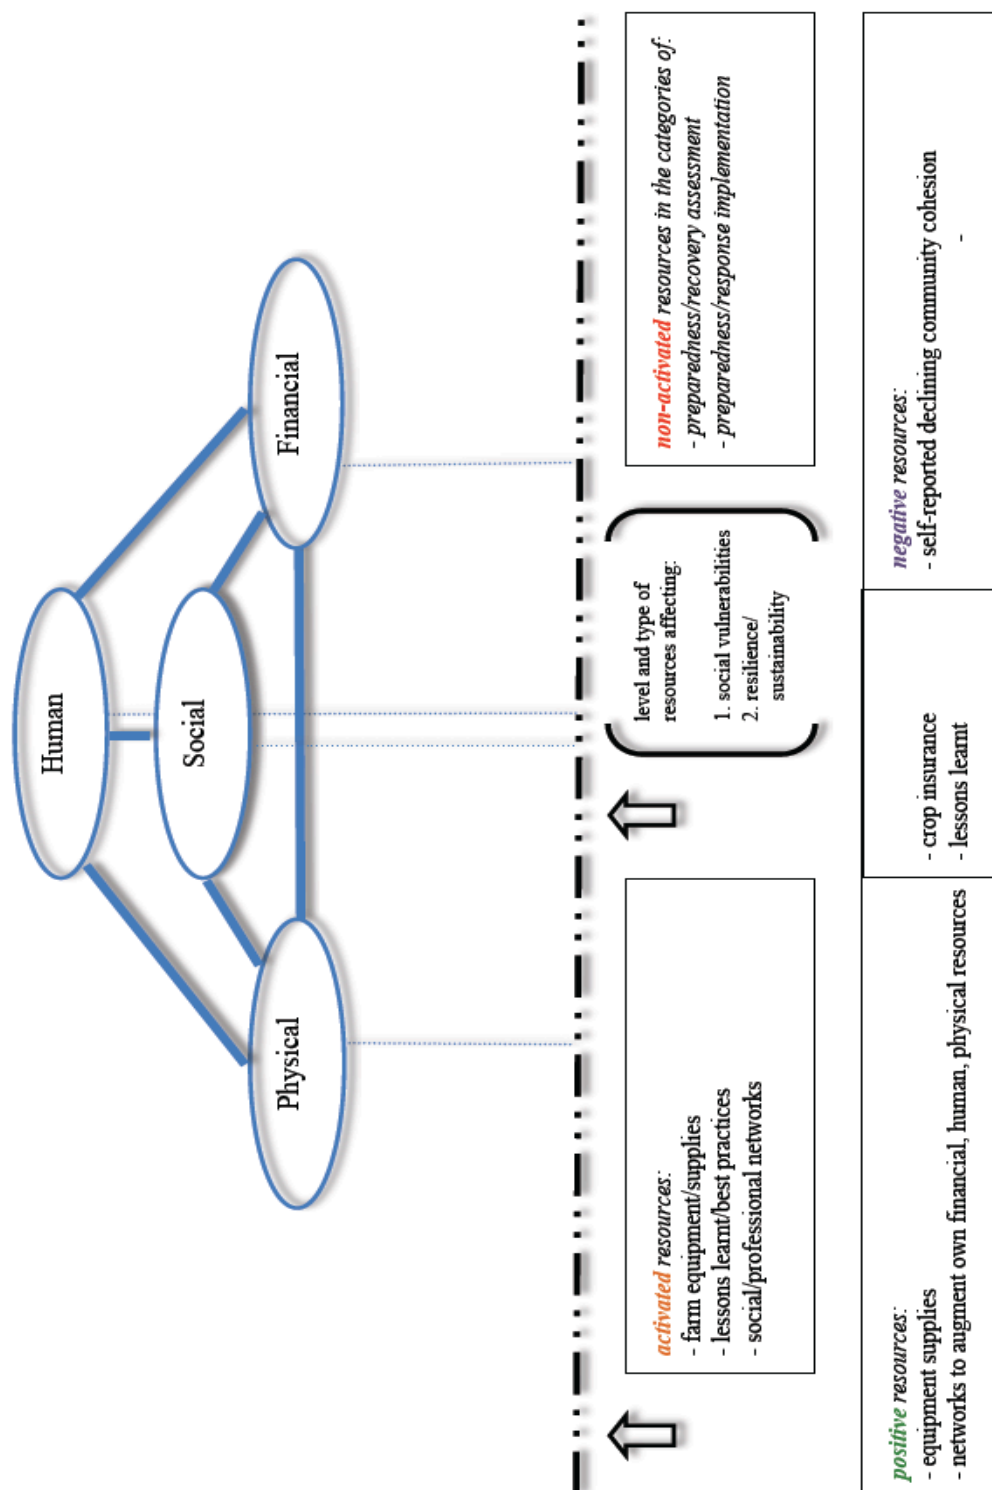 Human
Social
Physical
Financial
activated resources:
- farm equipment/supplies
- lessons learnt/best practices
- social/professional networks
level and type of
resources affecting:
1. social vulnerabilities
2. resilience/
sustainability
non-activated resources in the categories of:
- preparedness/recovery assessment
- preparedness/response implementation
positive resources:
- equipment supplies
- networks to augment own financial, human, physical resources
- crop insurance
- lessons learnt
negative resources:
- self-reported declining community cohesion
-